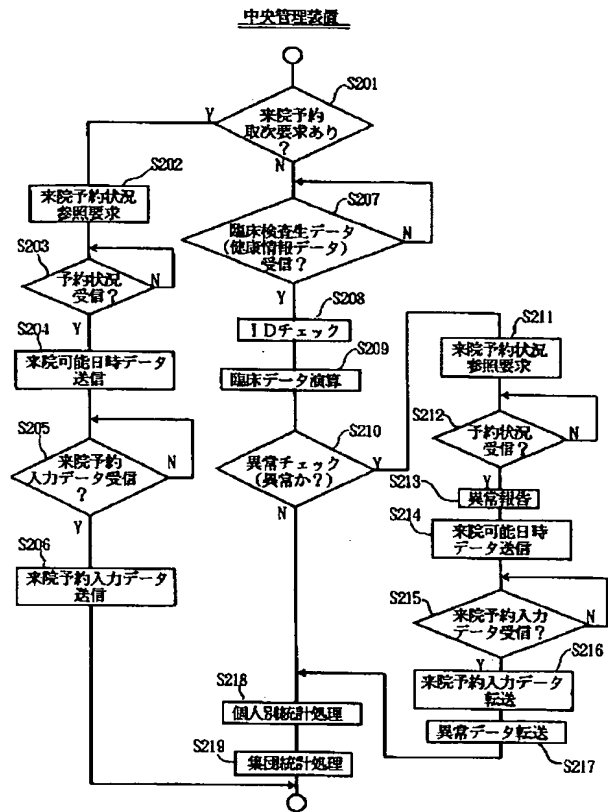 中央管理装置
S201
来院予約
取次要求あり
?
Y
N
S202
来院予約状況
参照要求
S203
予約状況
受信?
N
Y
S204
来院可能日時データ
送信
S205
来院予約
入力データ受信
?
N
Y
S206
来院予約入力データ
送信
S207
臨床検査生データ
(健康情報データ)
受信?
N
Y
S208
IDチェック
S209
臨床データ演算
S210
異常チェック
(異常か?)
Y
N
S211
来院予約状況
参照要求
S212
予約状況
受信?
N
Y
S213
異常報告
S214
来院可能日時
データ送信
S215
来院予約入力
データ受信?
N
Y
S216
来院予約入力データ
転送
異常データ転送
S217
S218
個人別統計処理
S219
集団統計処理